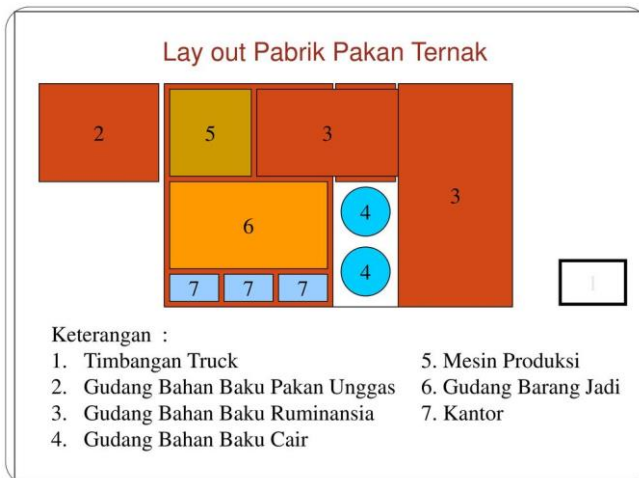 Lay out Pabrik Pakan Ternak
2
5
3
3
4
6
4
1
7 7 7
Keterangan :
1. Timbangan Truck
2. Gudang Bahan Baku Pakan Unggas
3. Gudang Bahan Baku Ruminansia
4. Gudang Bahan Baku Cair
5. Mesin Produksi
6. Gudang Barang Jadi
7. Kantor